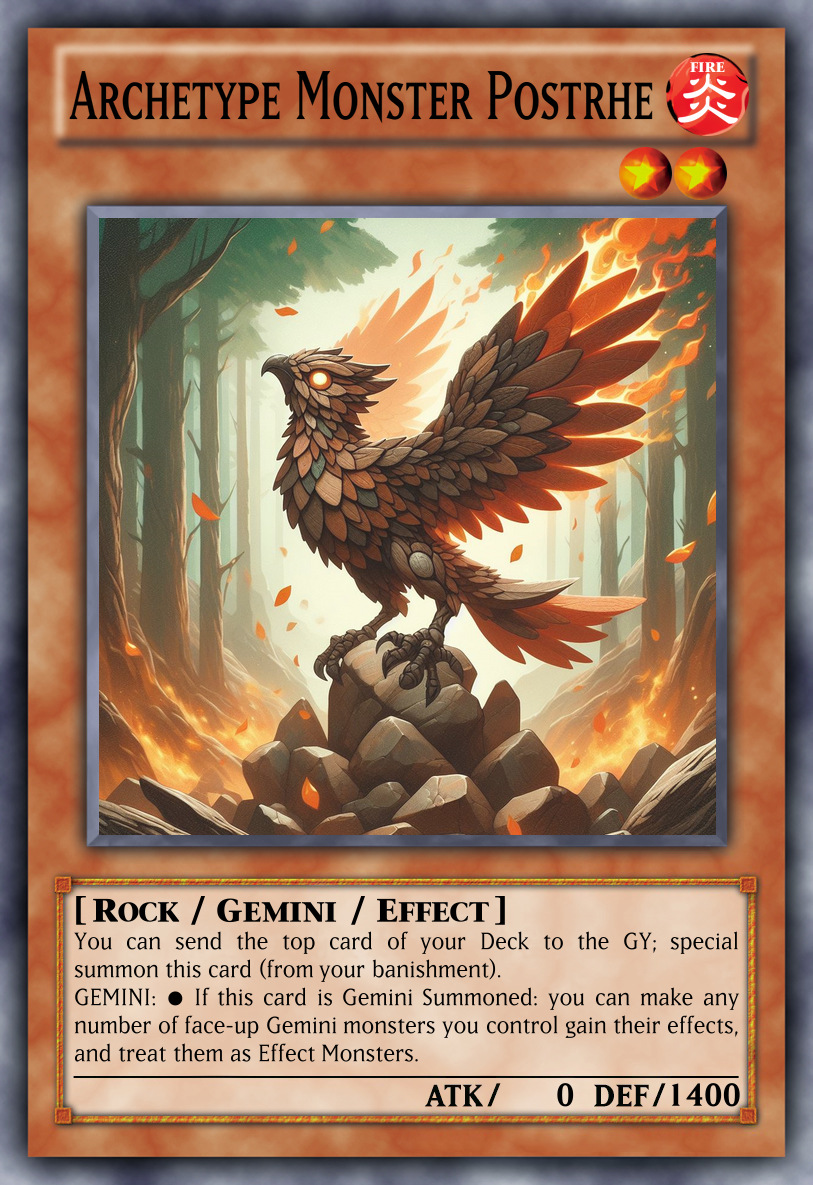 Archetype Monster Postrhe
FIRE
炎
[ Rock / Gemini / Effect ]
You can send the top card of your Deck to the GY; special
summon this card (from your banishment).
GEMINI: ● If this card is Gemini Summoned: you can make any
number of face-up Gemini monsters you control gain their effects,
and treat them as Effect Monsters.
ATK/ 0 DEF/1400